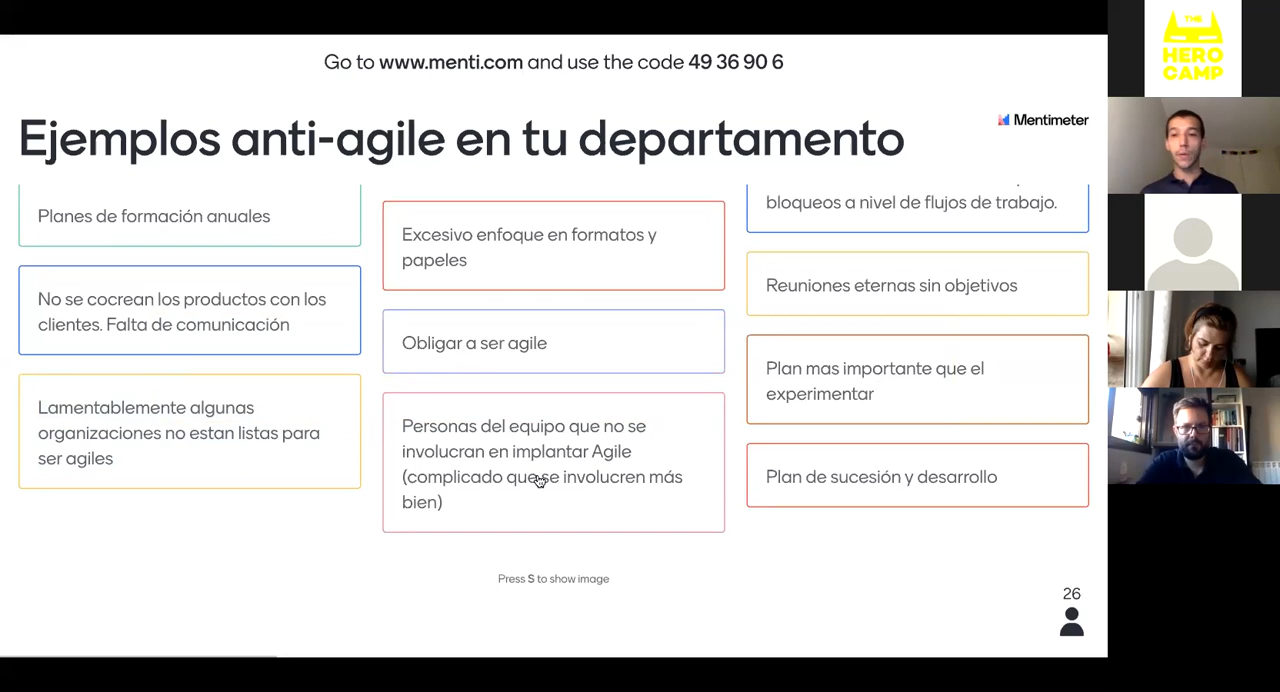 Go to www.menti.com and use the code 49 36 90 6
Mentimeter
Ejemplos anti-agile en tu departamento
Planes de formación anuales
No se cocrean los productos con los
clientes. Falta de comunicación
Lamentablemente algunas
organizaciones no estan listas para
ser agiles
Excesivo enfoque en formatos y
papeles
Obligar a ser agile
Personas del equipo que no se
involucran en implantar Agile
(complicado que se involucren más
bien)
bloqueos a nivel de flujos de trabajo.
Reuniones eternas sin objetivos
Plan mas importante que el
experimentar
Plan de sucesión y desarrollo
Press S to show image
26
THE
HERO
CAMP